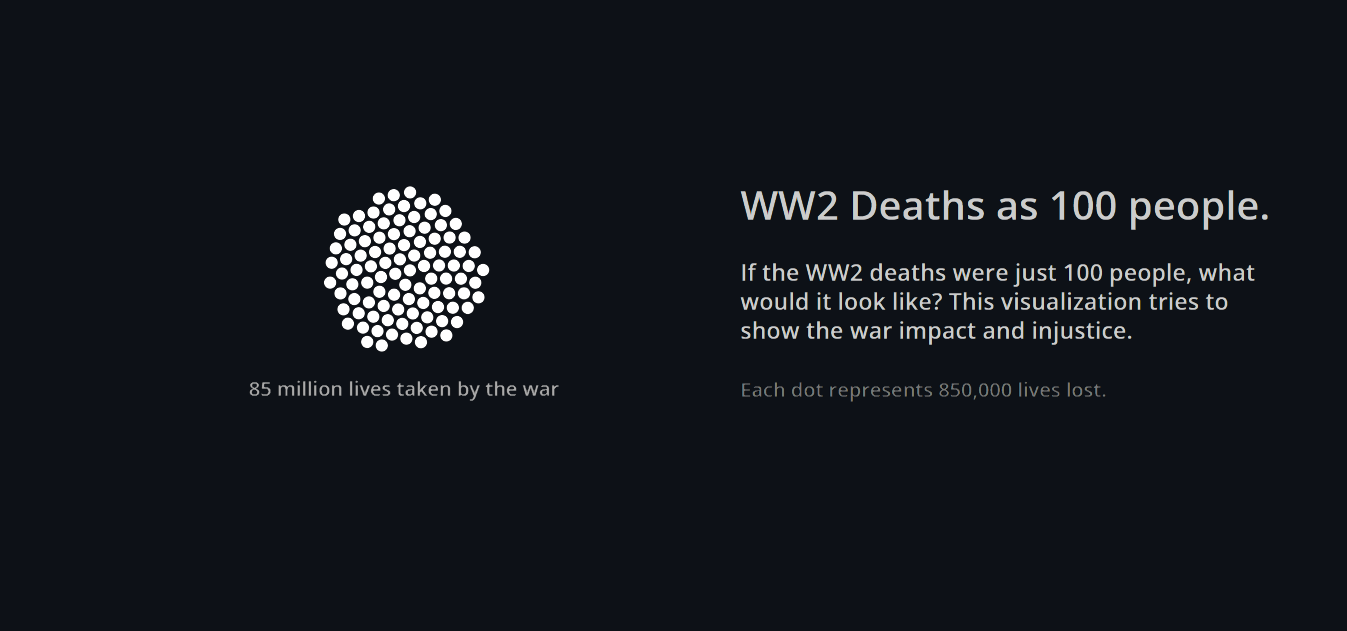 WW2 Deaths as 100 people.
If the WW2 deaths were just 100 people, what
would it look like? This visualization tries to
show the war impact and injustice.
Each dot represents 850,000 lives lost.
85 million lives taken by the war